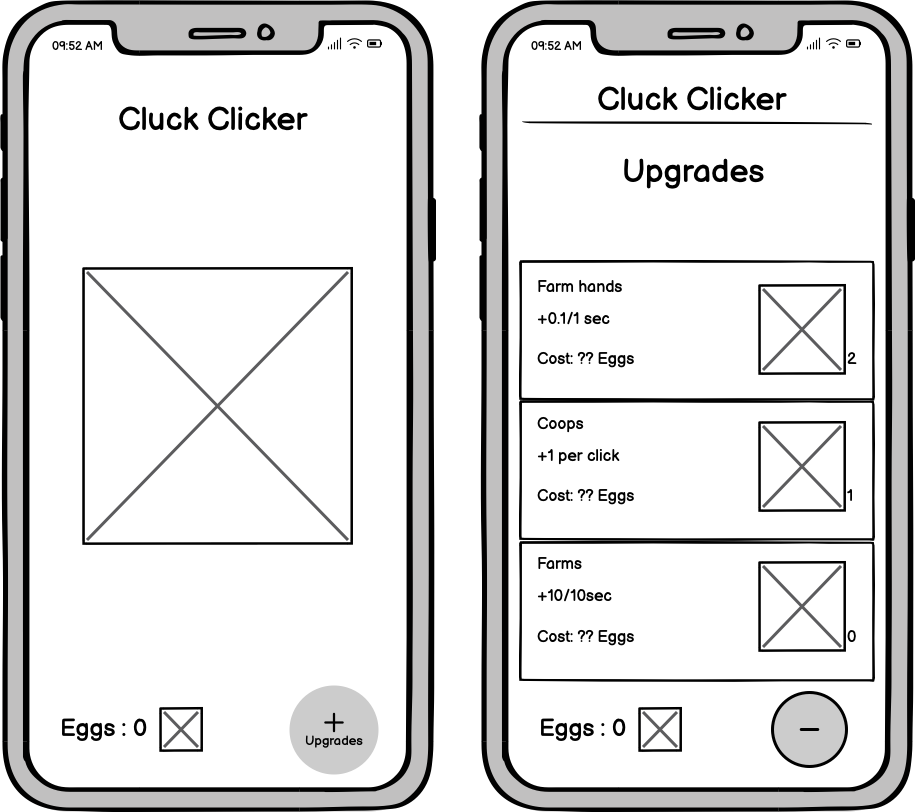 09:52 AM
Cluck Clicker
Eggs : 0
+
Upgrades
09:52 AM
Cluck Clicker
Upgrades
Farm hands
+0.1/1 sec
Cost: ?? Eggs
2
Coops
+1 per click
Cost: ?? Eggs
1
Farms
+10/10sec
Cost: ?? Eggs
0
Eggs : 0
–